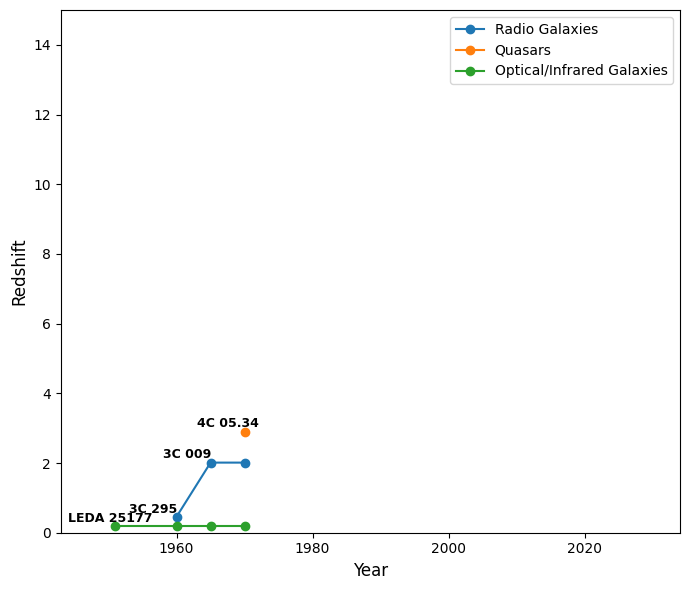 Radio Galaxies
Quasars
Optical/Infrared Galaxies
14
12
10
8
6
4
2
0
Redshift
4C 05.34
3C 009
3C 295
LEDA 25177
1960 1980 2000 2020
Year